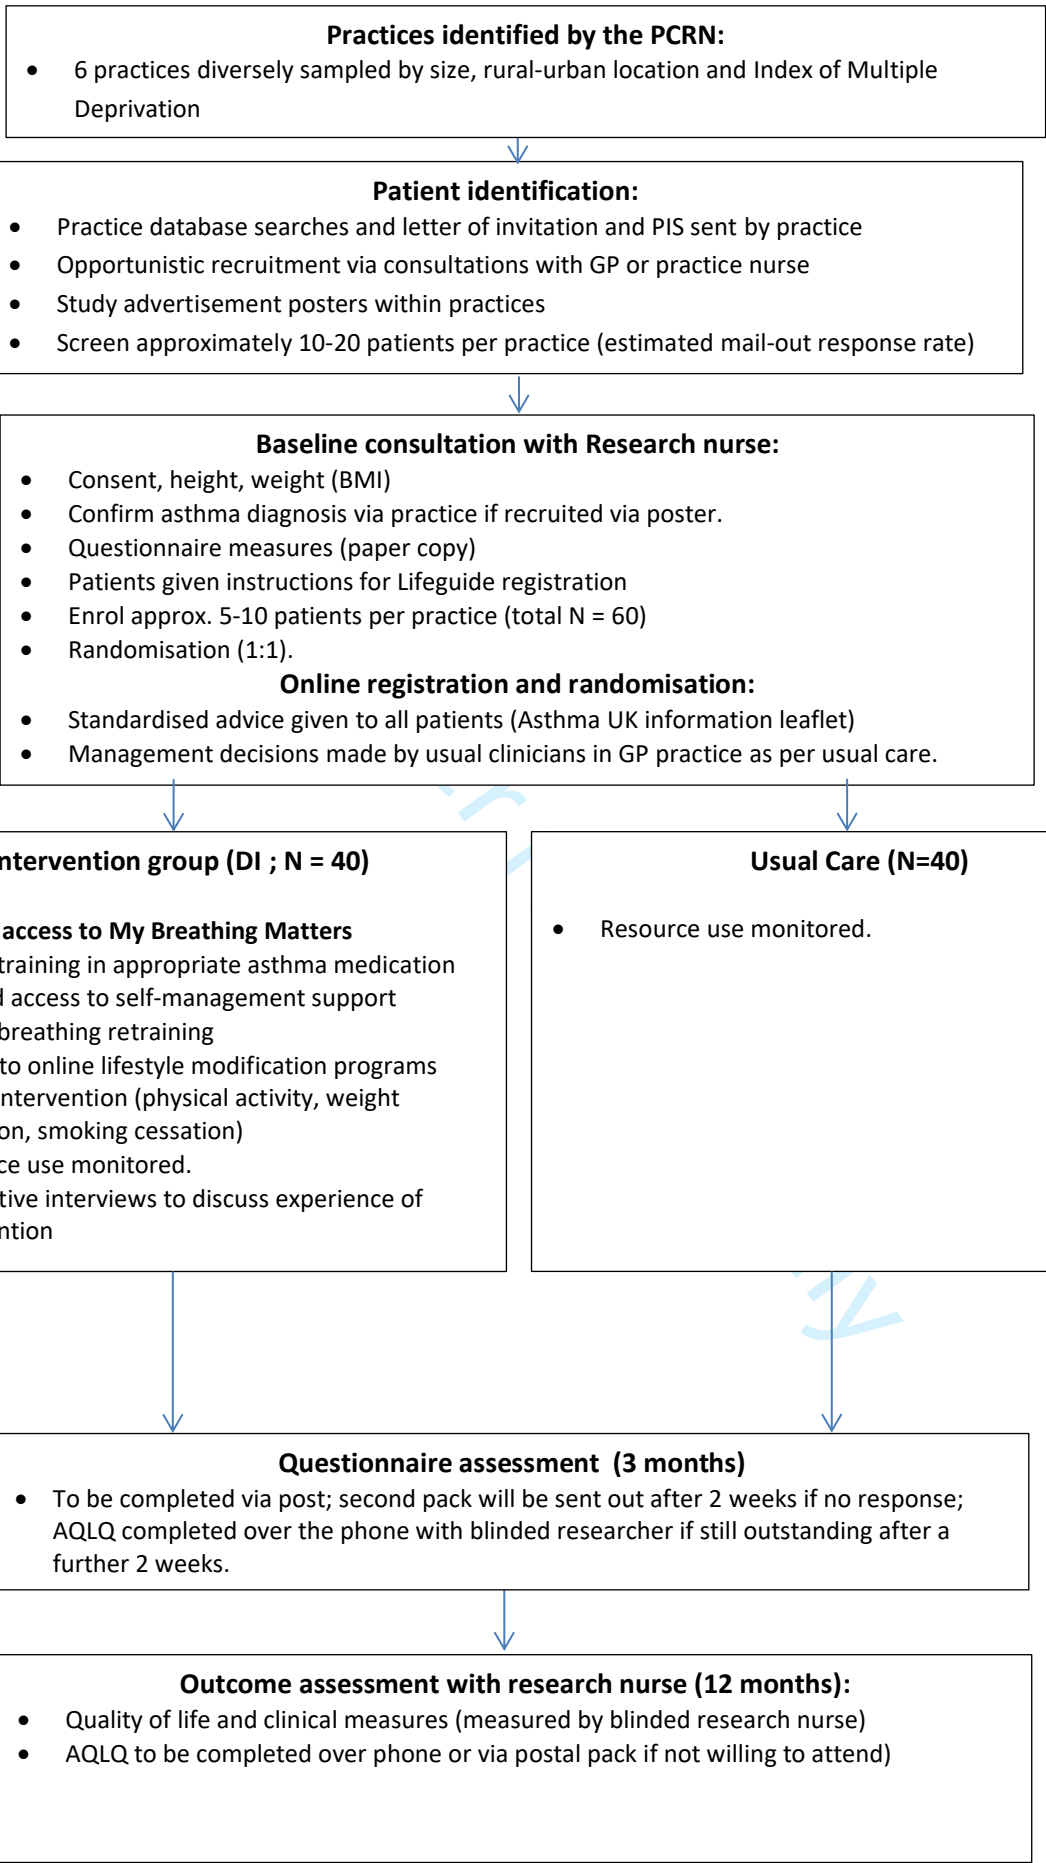 Practices identified by the PCRN:
• 6 practices diversely sampled by size, rural-urban location and Index of Multiple
Deprivation
Patient identification:
• Practice database searches and letter of invitation and PIS sent by practice
• Opportunistic recruitment via consultations with GP or practice nurse
• Study advertisement posters within practices
• Screen approximately 10-20 patients per practice (estimated mail-out response rate)
Baseline consultation with Research nurse:
• Consent, height, weight (BMI)
• Confirm asthma diagnosis via practice if recruited via poster.
• Questionnaire measures (paper copy)
• Patients given instructions for Lifeguide registration
• Enrol approx. 5-10 patients per practice (total N = 60)
• Randomisation (1:1).
Online registration and randomisation:
• Standardised advice given to all patients (Asthma UK information leaflet)
• Management decisions made by usual clinicians in GP practice as per usual care.
ntervention group (DI ; N = 40)
access to My Breathing Matters
training in appropriate asthma medication
access to self-management support
breathing retraining
to online lifestyle modification programs
ntervention (physical activity, weight
on, smoking cessation)
ce use monitored.
tive interviews to discuss experience of
ntion
Usual Care (N=40)
• Resource use monitored.
Questionnaire assessment (3 months)
• To be completed via post; second pack will be sent out after 2 weeks if no response;
AQLQ completed over the phone with blinded researcher if still outstanding after a
further 2 weeks.
Outcome assessment with research nurse (12 months):
• Quality of life and clinical measures (measured by blinded research nurse)
• AQLQ to be completed over phone or via postal pack if not willing to attend)